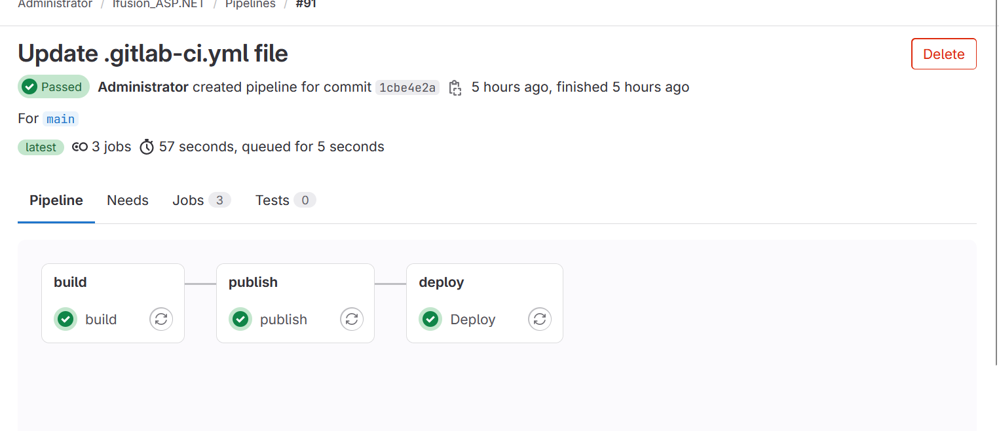 Administrator / Ifusion_ASP.NET / Pipelines / #91
Update .gitlab-ci.yml file
Delete
Passed Administrator created pipeline for commit 1cbe4e2a 5 hours ago, finished 5 hours ago
For main
latest 3 jobs 57 seconds, queued for 5 seconds
Pipeline Needs Jobs 3 Tests 0
build publish deploy
build publish Deploy